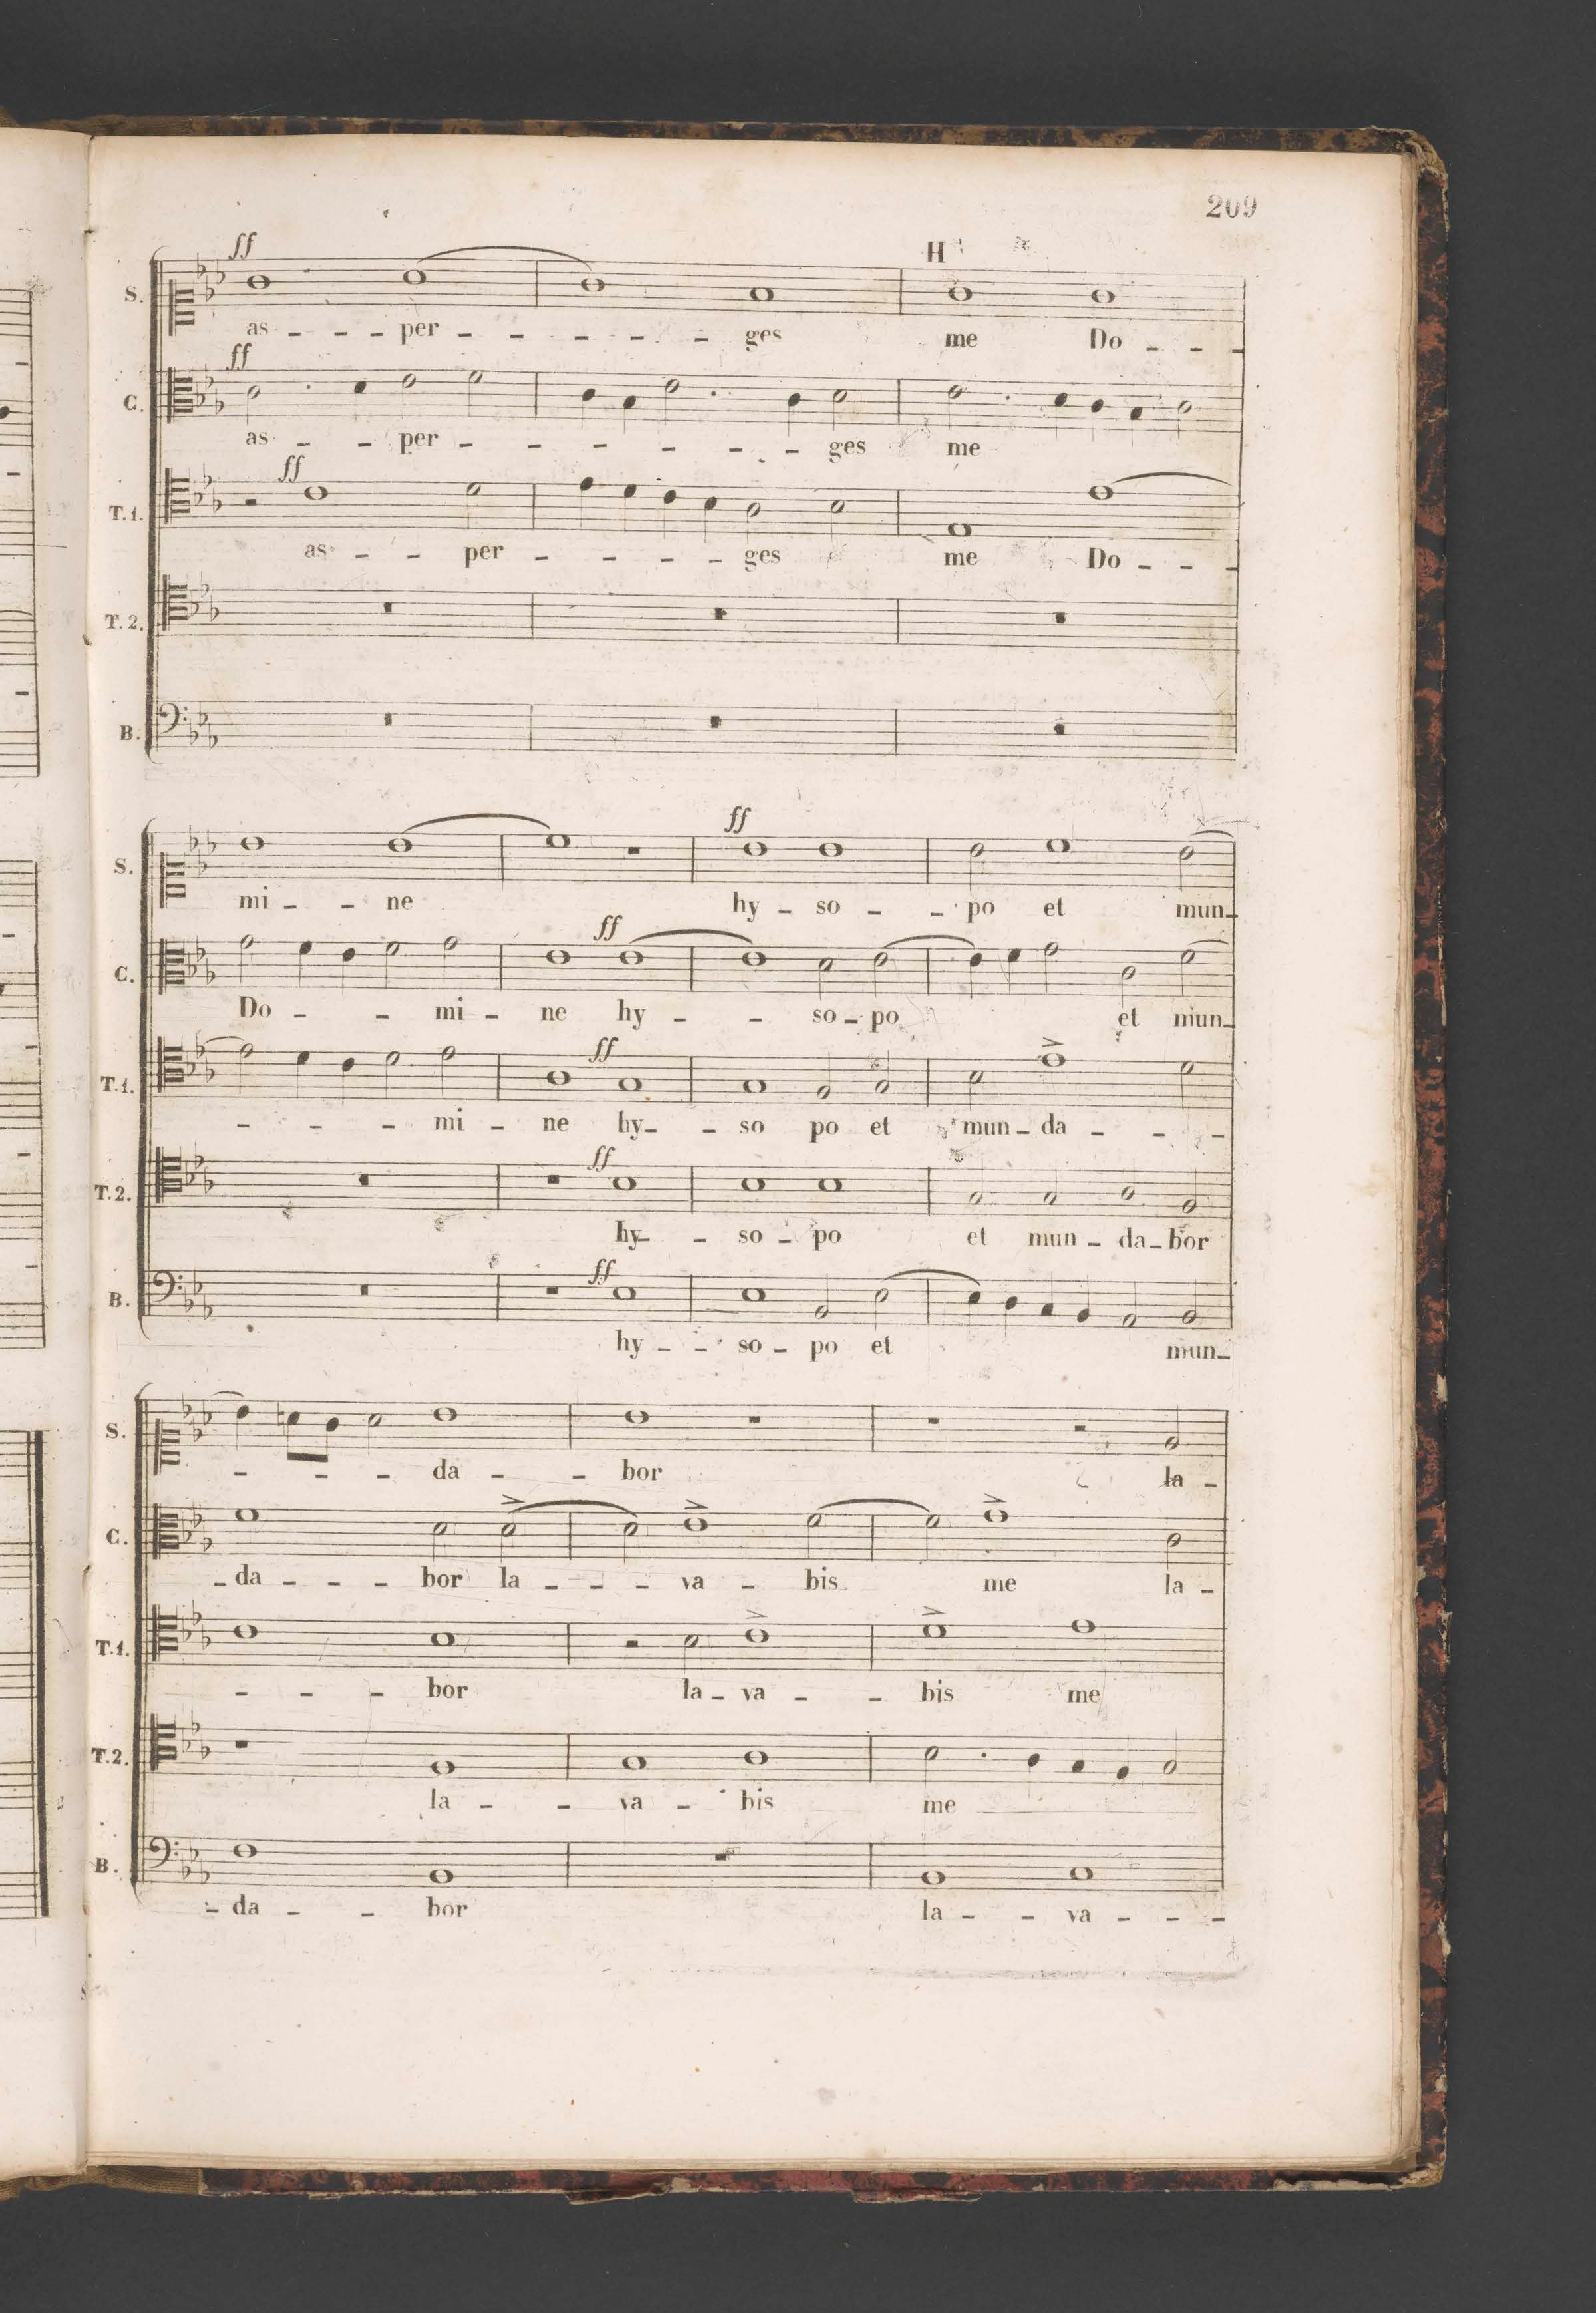 209
H
ff
S.
as - - - per - - - - - ges me Do - - -
ff
C.
as - - per - - - - - - ges me
ff
T.1.
as - - per - - - - ges me Do - - -
T.2.
B.
ff
S.
mi - - ne hy - so - - po et mun -
ff
C.
Do - - mi - ne hy - - so - po et mun -
ff
T.1.
- - - mi - ne hy - - so po et mun - da - - -
ff
T.2.
hy - - so - po et mun - da - bor
ff
B.
hy - - so - po et mun -
S.
- - - da - - bor la -
C.
- da - - - bor la - - - va - bis me la -
T.1.
- - - bor la - va - - bis me
T.2.
la - - va - bis me
B.
- da - - bor la - - va - - -